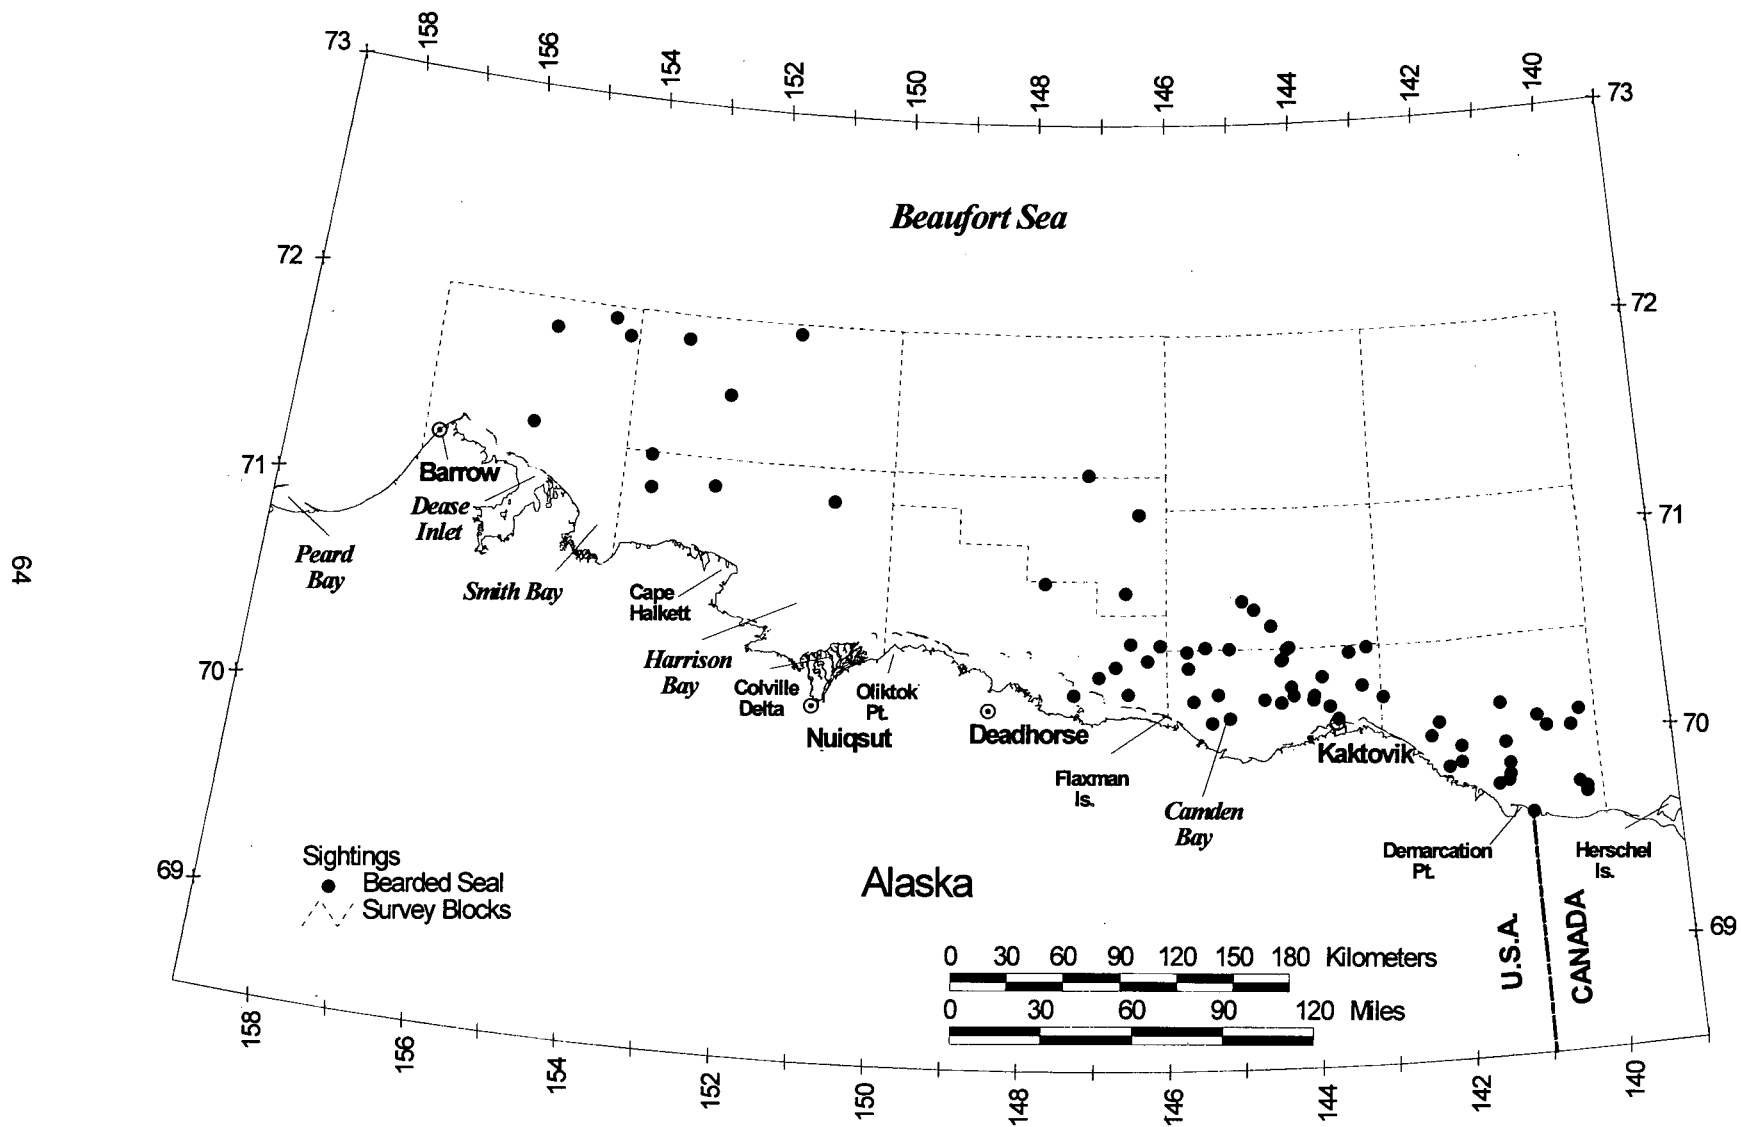 158
156
154
152
150
148
146
144
142
140
73
73
Beaufort Sea
72
72
71
71
Barrow
Dease
Inlet
Peard
Bay
Smith Bay
Cape
Halkett
Harrison
Bay
Colville
Delta
Oliktok
Pt.
Nuiqsut
Deadhorse
Kaktovik
Flaxman
Is.
Camden
Bay
Demarcation
Pt.
Herschel
Is.
70
70
64
Alaska
69
69
Sightings
Bearded Seal
Survey Blocks
U.S.A.
CANADA
0 30 60 90 120 150 180 Kilometers
0 30 60 90 120 Miles
158
156
154
152
150
148
146
144
142
140